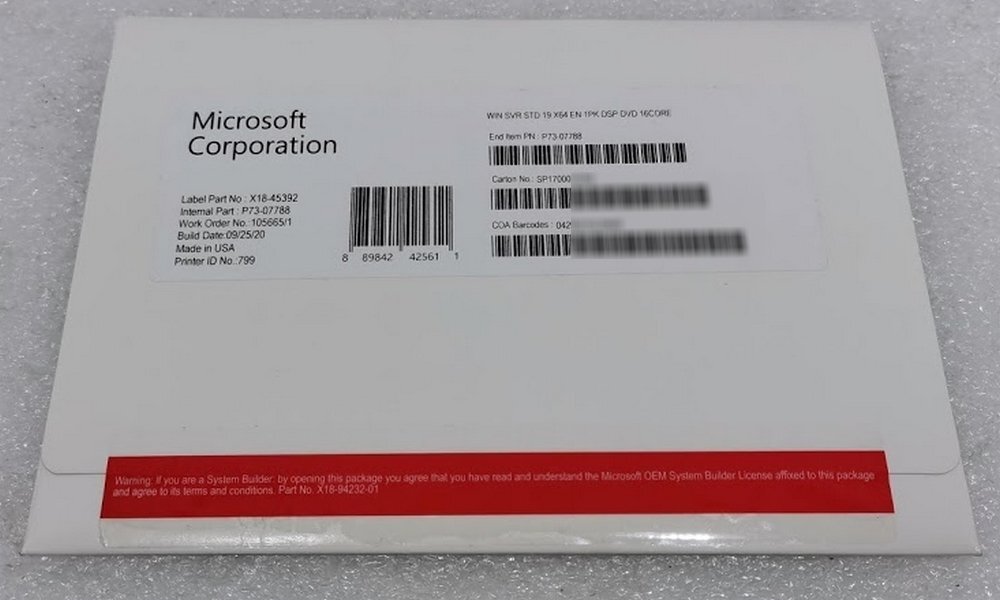 Microsoft
Corporation
Label Part No : X18-45392
Internal Part : P73-07788
Work Order No.:105665/1
Build Date:09/25/20
Made in USA
Printer ID No.:799
8 89842 42561 1
WIN SVR STD 19 X64 EN 1PK DSP DVD 16CORE
End Item PN : P73-07788
Carton No.: SP17000
COA Barcodes : 042
Warning: If you are a System Builder: by opening this package you agree that you have read and understand the Microsoft OEM System Builder License affixed to this package
and agree to its terms and conditions. Part No. X18-94232-01